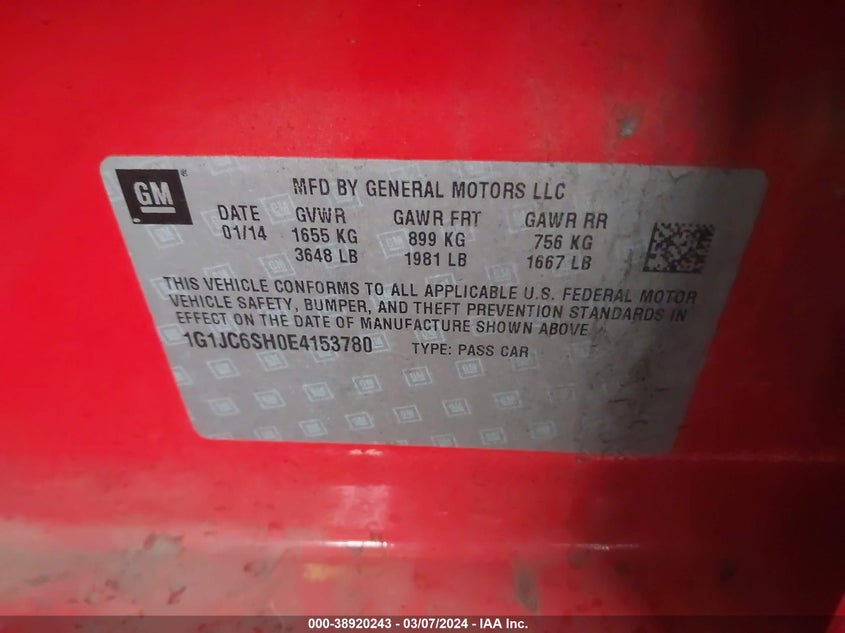 GM ®
MFD BY GENERAL MOTORS LLC
DATE GVWR GAWR FRT GAWR RR
01/14 1655 KG 899 KG 756 KG
3648 LB 1981 LB 1667 LB
THIS VEHICLE CONFORMS TO ALL APPLICABLE U.S. FEDERAL MOTOR
VEHICLE SAFETY, BUMPER, AND THEFT PREVENTION STANDARDS IN
EFFECT ON THE DATE OF MANUFACTURE SHOWN ABOVE
1G1JC6SH0E4153780 TYPE: PASS CAR
000-38920243 — 03/07/2024 — IAA Inc.